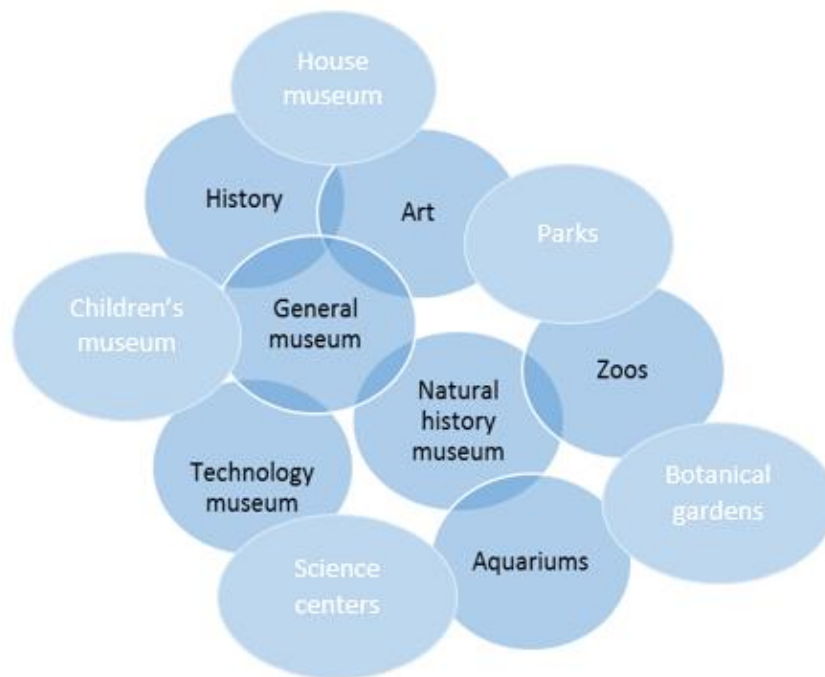 House
museum
History
Art
Parks
Children's
museum
General
museum
Zoos
Natural
history
museum
Technology
museum
Botanical
gardens
Science
centers
Aquariums